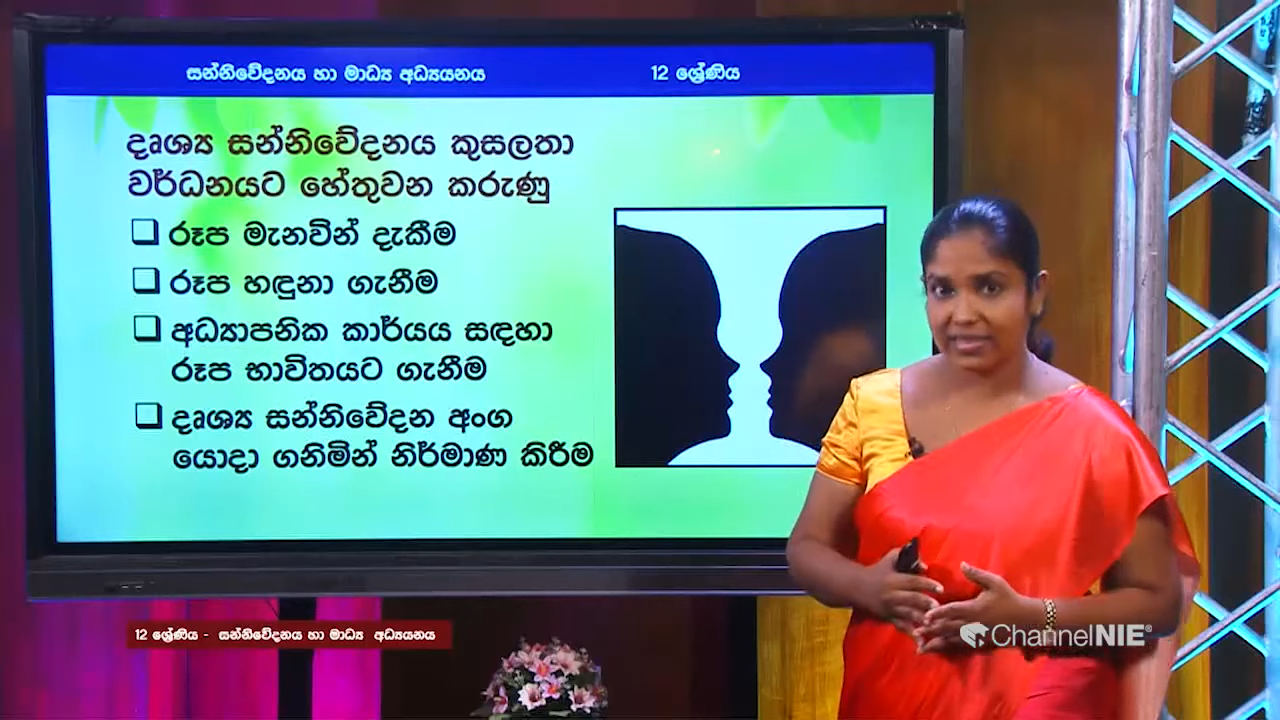 සන්නිවේදනය හා මාධ්‍ය අධ්‍යයනය 12 ශ්‍රේණිය
දෘශ්‍ය සන්නිවේදනය කුසලතා
වර්ධනයට හේතුවන කරුණු
රූප මැනවින් දැකීම
රූප හඳුනා ගැනීම
අධ්‍යාපනික කාර්යය සඳහා
රූප භාවිතයට ගැනීම
දෘශ්‍ය සන්නිවේදන අංග
යොදා ගනිමින් නිර්මාණ කිරීම
12 ශ්‍රේණිය - සන්නිවේදනය හා මාධ්‍ය අධ්‍යයනය
ChannelNIE®